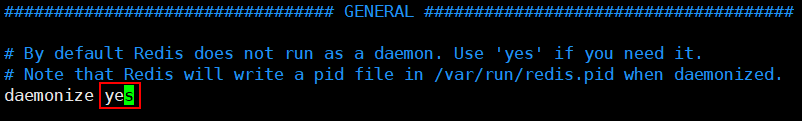 ################################# GENERAL #####################################
# By default Redis does not run as a daemon. Use 'yes' if you need it.
# Note that Redis will write a pid file in /var/run/redis.pid when daemonized.
daemonize yes